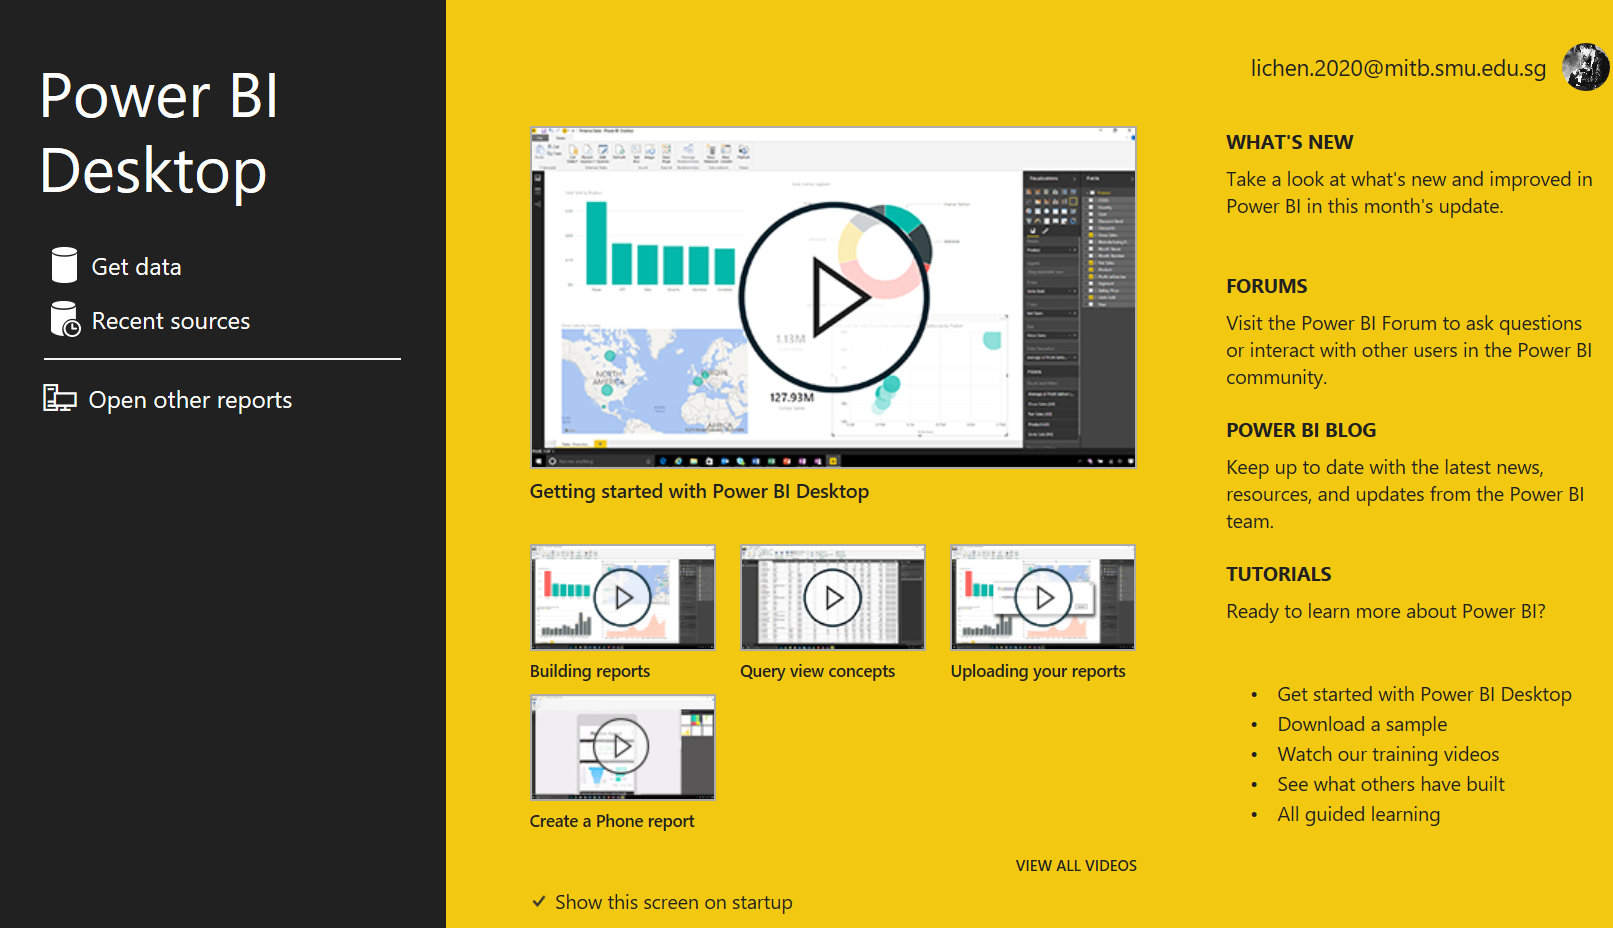 Power BI
Desktop
Get data
Recent sources
Open other reports
lichen.2020@mitb.smu.edu.sg
1.13M
127.93M
NORTH
AMERICA
EUROPE
AFRICA
Visualizations
Fields
Getting started with Power BI Desktop
Building reports
Query view concepts
Uploading your reports
Create a Phone report
VIEW ALL VIDEOS
Show this screen on startup
WHAT'S NEW
Take a look at what's new and improved in
Power BI in this month's update.
FORUMS
Visit the Power BI Forum to ask questions
or interact with other users in the Power BI
community.
POWER BI BLOG
Keep up to date with the latest news,
resources, and updates from the Power BI
team.
TUTORIALS
Ready to learn more about Power BI?
• Get started with Power BI Desktop
• Download a sample
• Watch our training videos
• See what others have built
• All guided learning